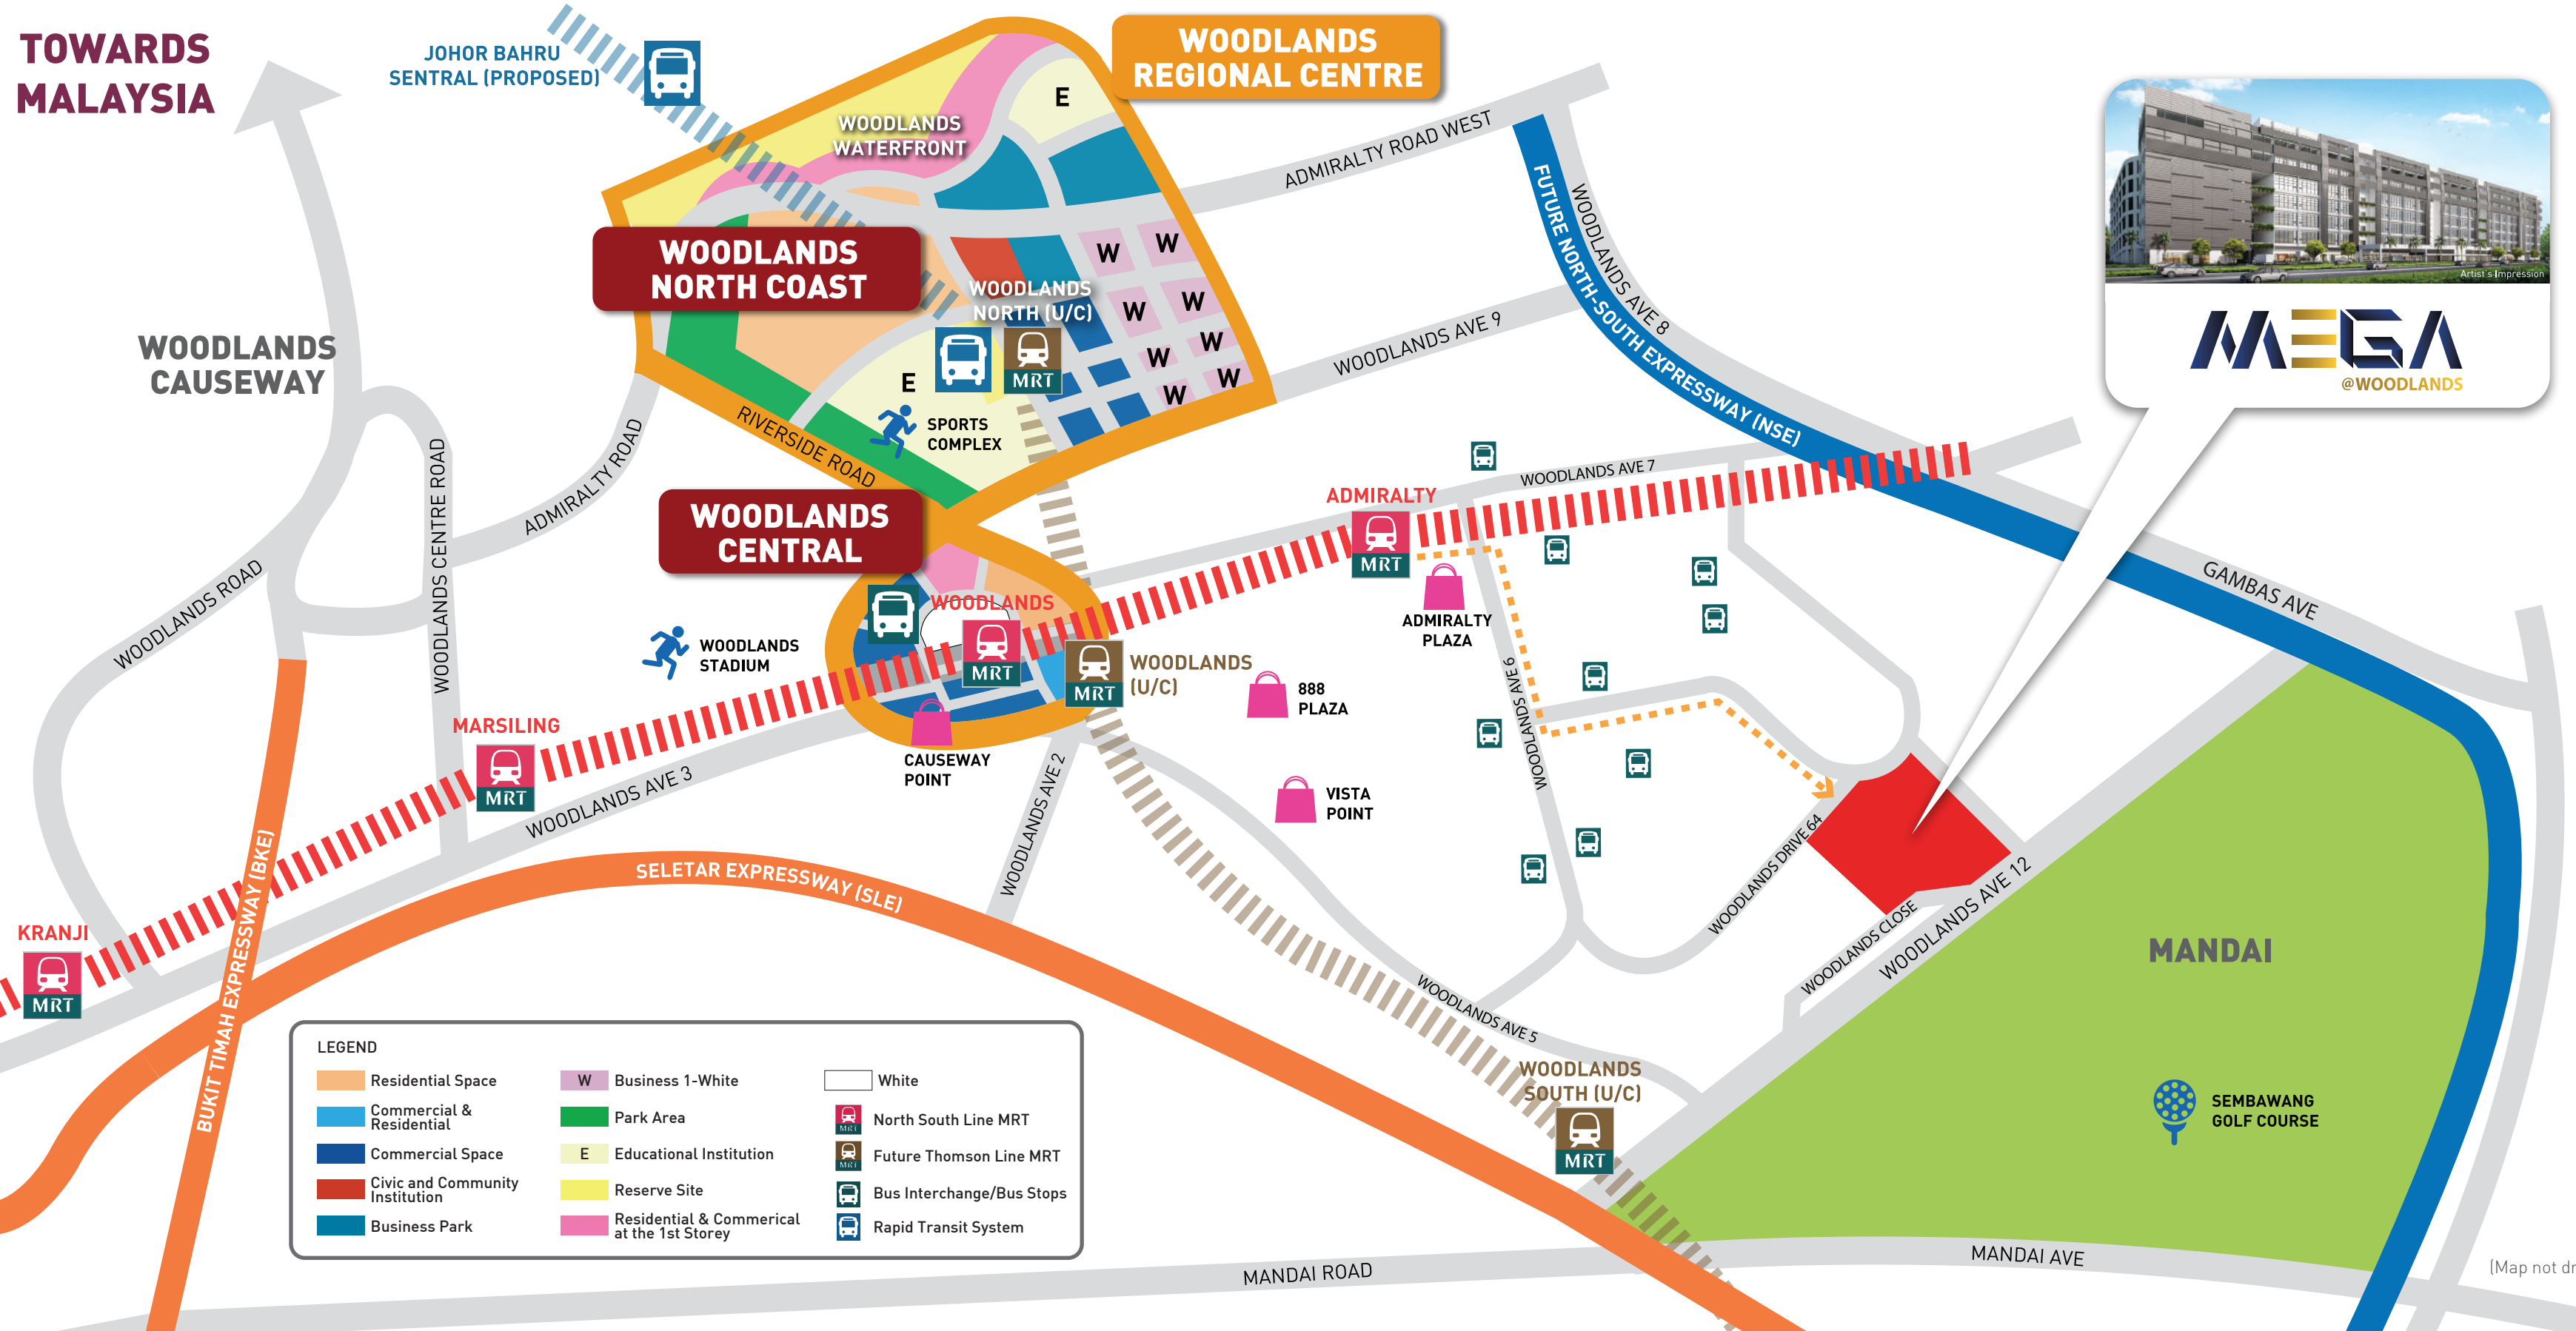 TOWARDS
MALAYSIA
JOHOR BAHRU
SENTRAL (PROPOSED)
WOODLANDS
REGIONAL CENTRE
E
WOODLANDS
WATERFRONT
ADMIRALTY ROAD WEST
FUTURE NORTH-SOUTH EXPRESSWAY (NSE)
WOODLANDS AVE 8
Artist's Impression
MEGA
@WOODLANDS
WOODLANDS
NORTH COAST
W
W
W
W
W
W
W
W
WOODLANDS
NORTH (U/C)
MRT
E
SPORTS
COMPLEX
WOODLANDS AVE 9
WOODLANDS
CAUSEWAY
RIVERSIDE ROAD
ADMIRALTY ROAD
WOODLANDS CENTRE ROAD
WOODLANDS ROAD
WOODLANDS
CENTRAL
WOODLANDS AVE 7
ADMIRALTY
MRT
ADMIRALTY
PLAZA
GAMBAS AVE
WOODLANDS
MRT
WOODLANDS
(U/C)
MRT
WOODLANDS
STADIUM
888
PLAZA
WOODLANDS AVE 6
MARSILING
MRT
CAUSEWAY
POINT
WOODLANDS AVE 3
WOODLANDS AVE 2
VISTA
POINT
WOODLANDS DRIVE 64
WOODLANDS CLOSE
WOODLANDS AVE 12
BUKIT TIMAH EXPRESSWAY (BKE)
SELETAR EXPRESSWAY (SLE)
KRANJI
MRT
MANDAI
WOODLANDS AVE 5
WOODLANDS
SOUTH (U/C)
MRT
SEMBAWANG
GOLF COURSE
LEGEND
Residential Space
Commercial &
Residential
Commercial Space
Civic and Community
Institution
Business Park
W Business 1-White
Park Area
E Educational Institution
Reserve Site
Residential & Commerical
at the 1st Storey
White
MRT North South Line MRT
MRT Future Thomson Line MRT
Bus Interchange/Bus Stops
Rapid Transit System
MANDAI ROAD
MANDAI AVE
(Map not dr